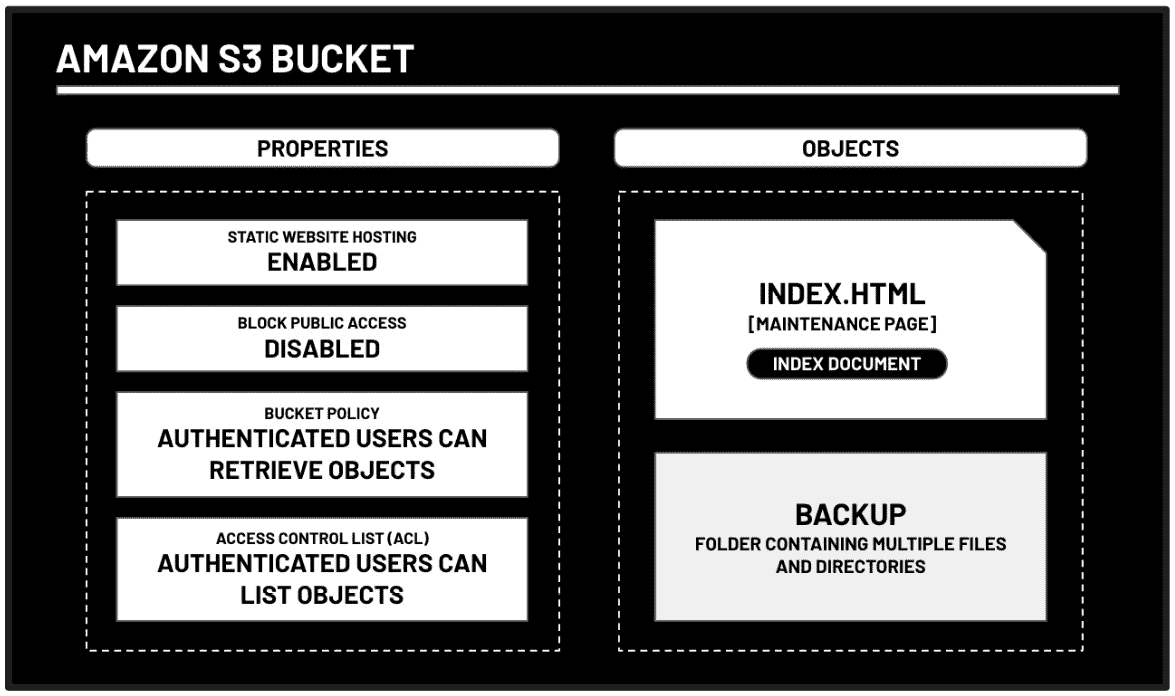 AMAZON S3 BUCKET
PROPERTIES
STATIC WEBSITE HOSTING
ENABLED
BLOCK PUBLIC ACCESS
DISABLED
BUCKET POLICY
AUTHENTICATED USERS CAN
RETRIEVE OBJECTS
ACCESS CONTROL LIST (ACL)
AUTHENTICATED USERS CAN
LIST OBJECTS
OBJECTS
INDEX.HTML
[MAINTENANCE PAGE]
INDEX DOCUMENT
BACKUP
FOLDER CONTAINING MULTIPLE FILES
AND DIRECTORIES